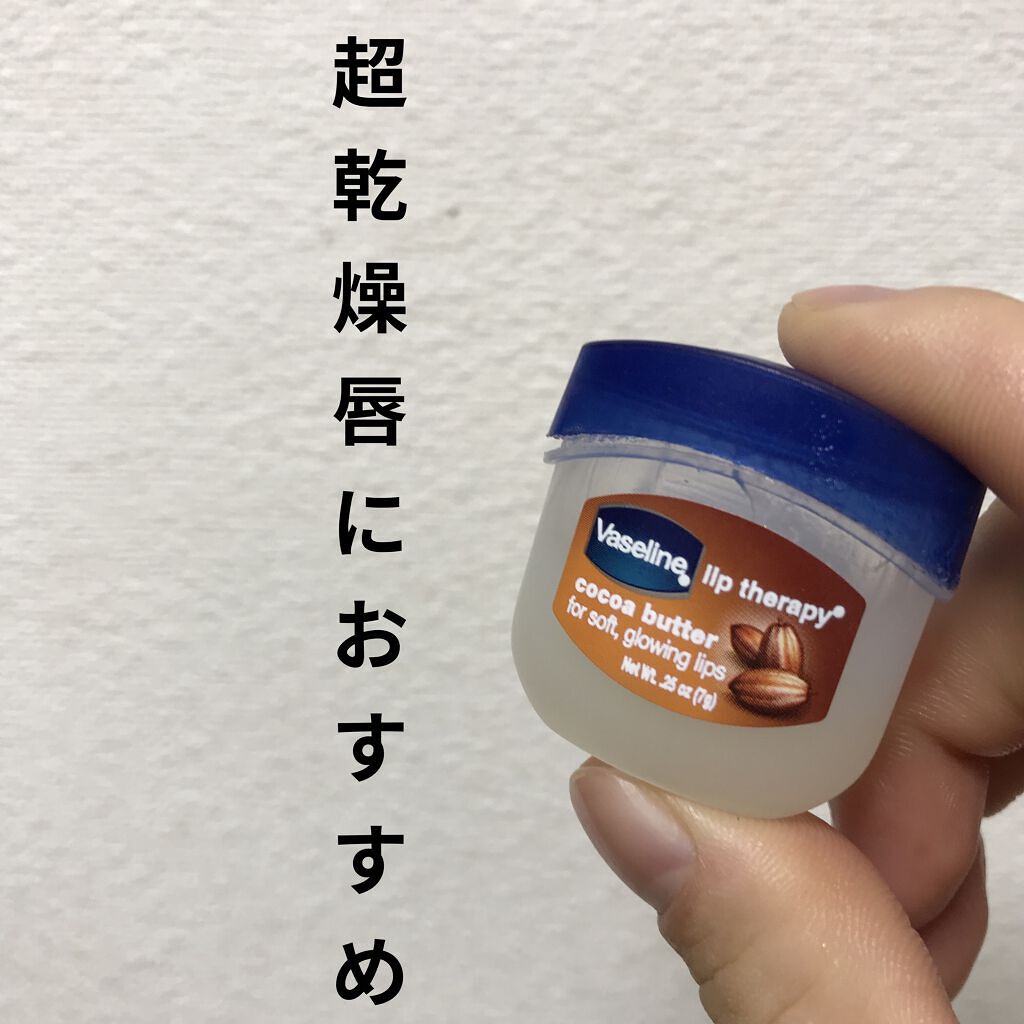 超乾燥唇におすすめ
Vaseline® lip therapy®
cocoa butter
for soft, glowing lips
Net Wt. .25 oz (7g)